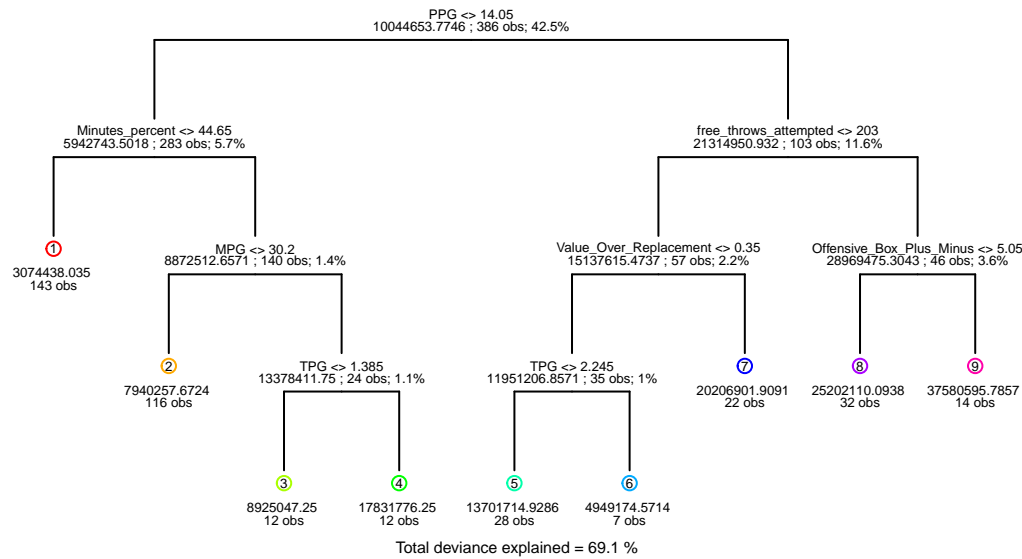 PPG <> 14.05
10044653.7746 ; 386 obs; 42.5%
Minutes_percent <> 44.65
5942743.5018 ; 283 obs; 5.7%
free_throws_attempted <> 203
21314950.932 ; 103 obs; 11.6%
1
3074438.035
143 obs
MPG <> 30.2
8872512.6571 ; 140 obs; 1.4%
Value_Over_Replacement <> 0.35
15137615.4737 ; 57 obs; 2.2%
Offensive_Box_Plus_Minus <> 5.05
28969475.3043 ; 46 obs; 3.6%
2
7940257.6724
116 obs
TPG <> 1.385
13378411.75 ; 24 obs; 1.1%
TPG <> 2.245
11951206.8571 ; 35 obs; 1%
7
20206901.9091
22 obs
8
25202110.0938
32 obs
9
37580595.7857
14 obs
3
8925047.25
12 obs
4
17831776.25
12 obs
5
13701714.9286
28 obs
6
4949174.5714
7 obs
Total deviance explained = 69.1 %